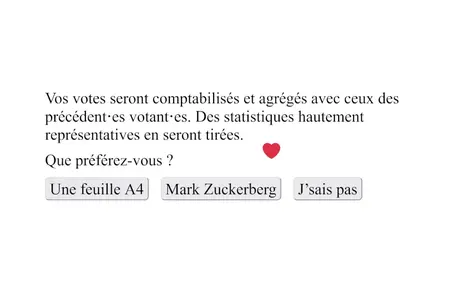 Vos votes seront comptabilisés et agrégés avec ceux des
précédent·es votant·es. Des statistiques hautement
représentatives en seront tirées.
Que préférez-vous ?
Une feuille A4 Mark Zuckerberg J’sais pas